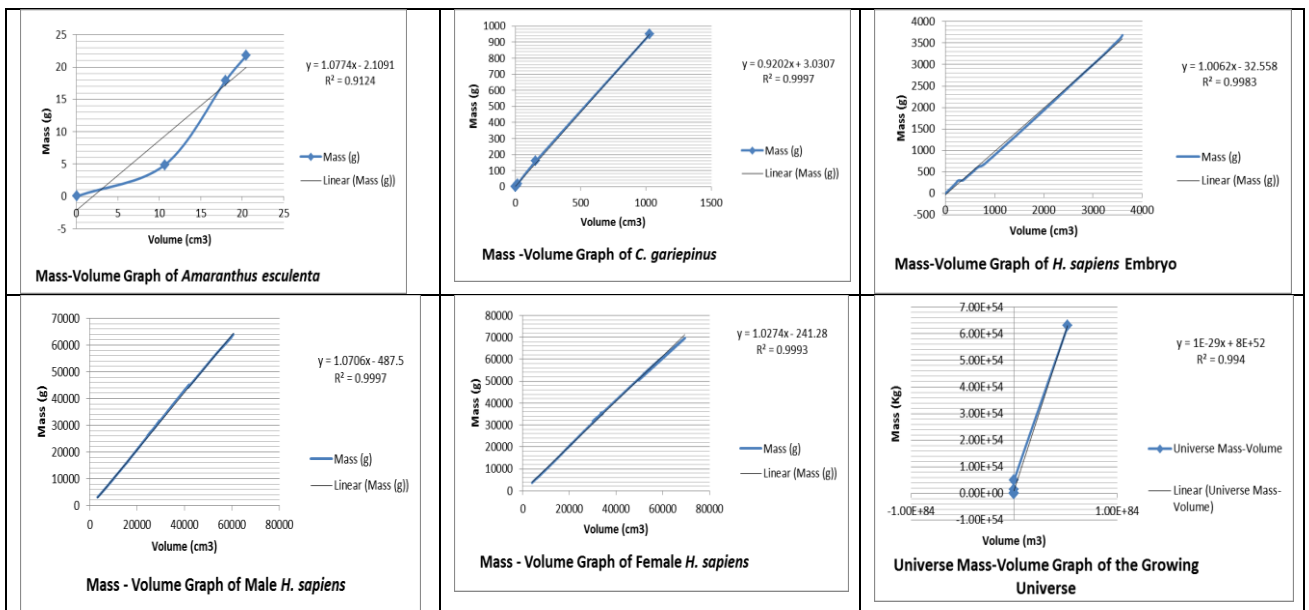 25
20
15
10
5
0
-5
0
5
10
15
20
25
Mass (g)
Volume (cm3)
y = 1.0774x - 2.1091
R² = 0.9124
Mass (g)
Linear (Mass (g))
Mass-Volume Graph of Amaranthus esculenta
1000
900
800
700
600
500
400
300
200
100
0
0
500
1000
1500
Mass (g)
Volume (cm3)
y = 0.9202x + 3.0307
R² = 0.9997
Mass (g)
Linear (Mass (g))
Mass -Volume Graph of C. gariepinus
4000
3500
3000
2500
2000
1500
1000
500
0
-500
0
1000
2000
3000
4000
Mass (g)
Volume (cm3)
y = 1.0062x - 32.558
R² = 0.9983
Mass (g)
Linear (Mass (g))
Mass-Volume Graph of H. sapiens Embryo
70000
60000
50000
40000
30000
20000
10000
0
0
20000
40000
60000
80000
Mass (g)
Volume (cm3)
y = 1.0706x - 487.5
R² = 0.9997
Mass (g)
Linear (Mass (g))
Mass - Volume Graph of Male H. sapiens
80000
70000
60000
50000
40000
30000
20000
10000
0
0
20000
40000
60000
80000
Mass (g)
Volume (cm3)
y = 1.0274x - 241.28
R² = 0.9993
Mass (g)
Linear (Mass (g))
Mass - Volume Graph of Female H. sapiens
7.00E+54
6.00E+54
5.00E+54
4.00E+54
3.00E+54
2.00E+54
1.00E+54
0.00E+00
-1.00E+54
-1.00E+84
1.00E+84
Mass (Kg)
Volume (m3)
y = 1E-29x + 8E+52
R² = 0.994
Universe Mass-Volume
Linear (Universe Mass-
Volume)
Universe Mass-Volume Graph of the Growing
Universe